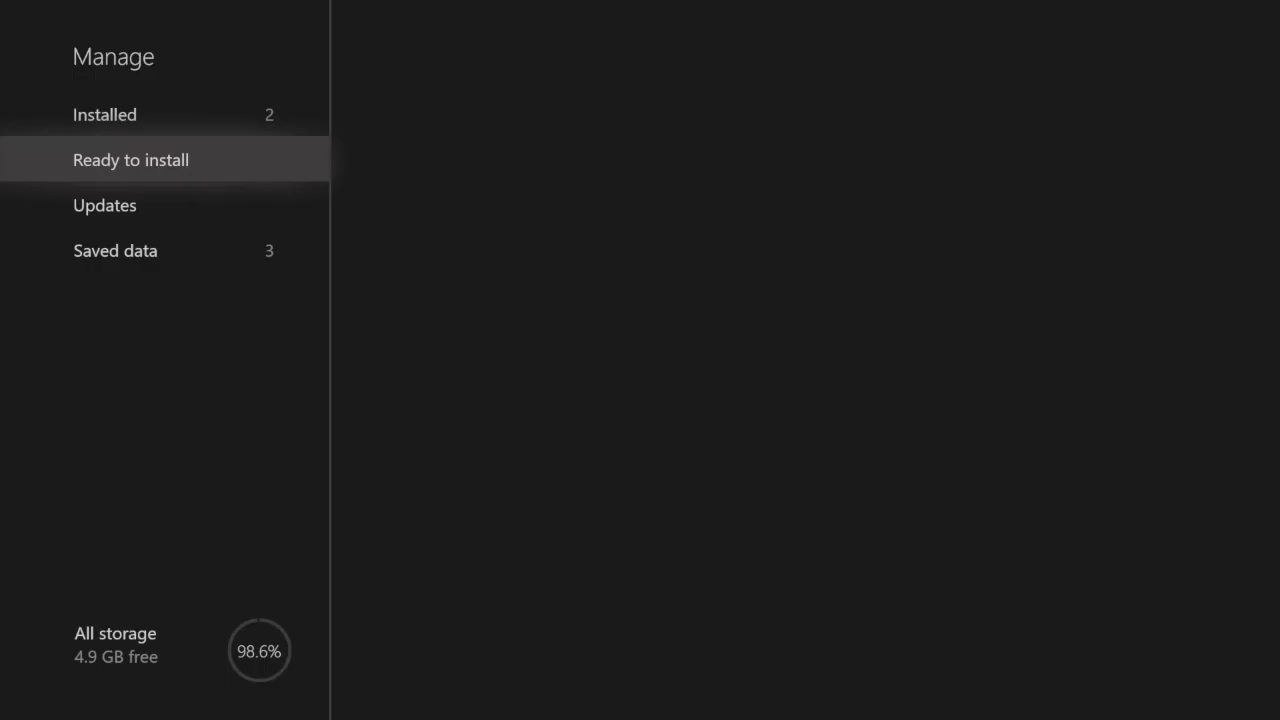 Manage
Installed 2
Ready to install
Updates
Saved data 3
All storage
4.9 GB free
98.6%